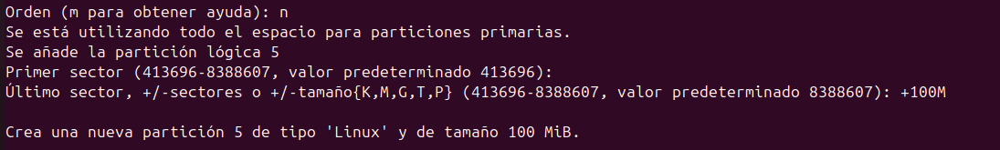 Orden (m para obtener ayuda): n
Se está utilizando todo el espacio para particiones primarias.
Se añade la partición lógica 5
Primer sector (413696-8388607, valor predeterminado 413696):
Último sector, +/-sectores o +/-tamaño{K,M,G,T,P} (413696-8388607, valor predeterminado 8388607): +100M
Crea una nueva partición 5 de tipo 'Linux' y de tamaño 100 MiB.